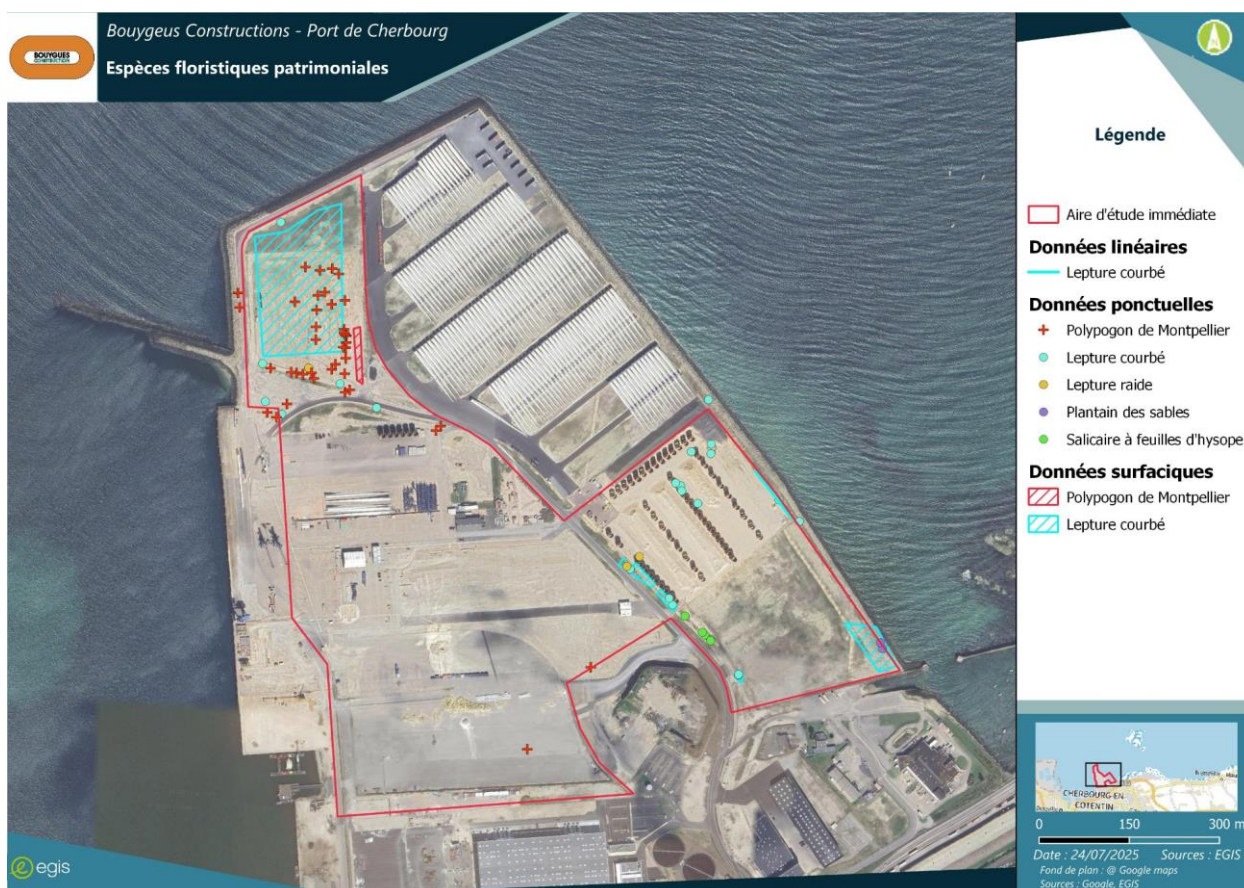 BOUYGUES
CONSTRUCTION
Bouygeus Constructions - Port de Cherbourg
Espèces floristiques patrimoniales
N
Légende
Aire d'étude immédiate
Données linéaires
Lepture courbé
Données ponctuelles
Polypogon de Montpellier
Lepture courbé
Lepture raide
Plantain des sables
Salicaire à feuilles d'hysope
Données surfaciques
Polypogon de Montpellier
Lepture courbé
CHERBOURG-EN
COTENTIN
0 150 300 m
Date : 24/07/2025 Sources : EGIS
Fond de plan : @ Google maps
Sources : Google, EGIS
egis